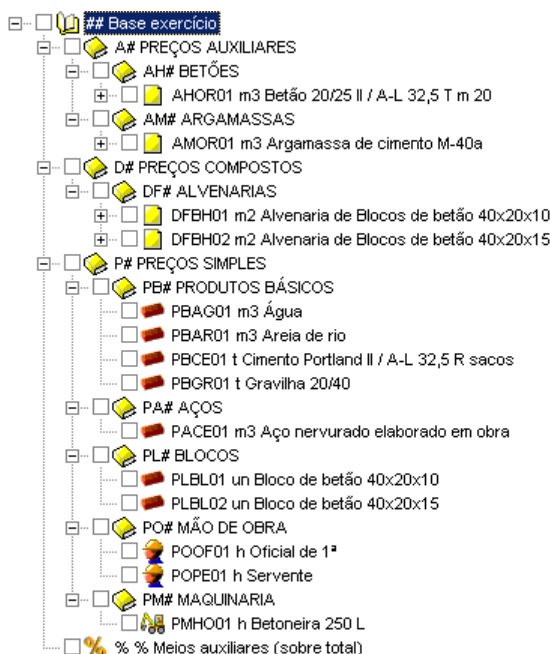 ## Base exercício
A# PREÇOS AUXILIARES
AH# BETÕES
AHOR01 m3 Betão 20/25 II / A-L 32,5 T m 20
AM# ARGAMASSAS
AMOR01 m3 Argamassa de cimento M-40a
D# PREÇOS COMPOSTOS
DF# ALVENARIAS
DFBH01 m2 Alvenaria de Blocos de betão 40x20x10
DFBH02 m2 Alvenaria de Blocos de betão 40x20x15
P# PREÇOS SIMPLES
PB# PRODUTOS BÁSICOS
PBAG01 m3 Água
PBAR01 m3 Areia de rio
PBCE01 t Cimento Portland II / A-L 32,5 R sacos
PBGR01 t Gravilha 20/40
PA# AÇOS
PACE01 m3 Aço nervurado elaborado em obra
PL# BLOCOS
PLBL01 un Bloco de betão 40x20x10
PLBL02 un Bloco de betão 40x20x15
PO# MÃO DE OBRA
POOF01 h Oficial de 1ª
POPE01 h Servente
PM# MAQUINARIA
PMHO01 h Betoneira 250 L
% % Meios auxiliares (sobre total)